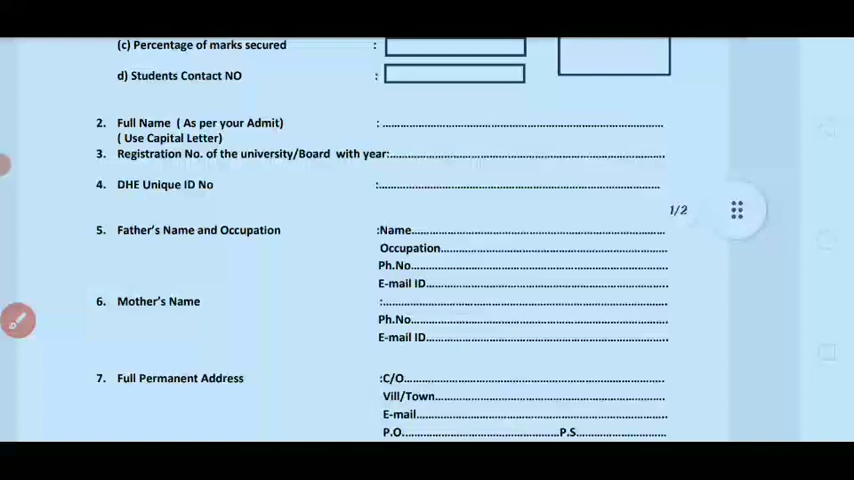 (c) Percentage of marks secured :
d) Students Contact NO :
2. Full Name ( As per your Admit) : ..................................................................................
( Use Capital Letter)
3. Registration No. of the university/Board with year:................................................................................
4. DHE Unique ID No :.................................................................................
1/2
5. Father's Name and Occupation :Name........................................................................
Occupation.................................................................
Ph.No.........................................................................
E-mail ID.....................................................................
6. Mother's Name :.................................................................................
Ph.No.........................................................................
E-mail ID.....................................................................
7. Full Permanent Address :C/O..........................................................................
Vill/Town..................................................................
E-mail........................................................................
P.O.............................................P.S..........................